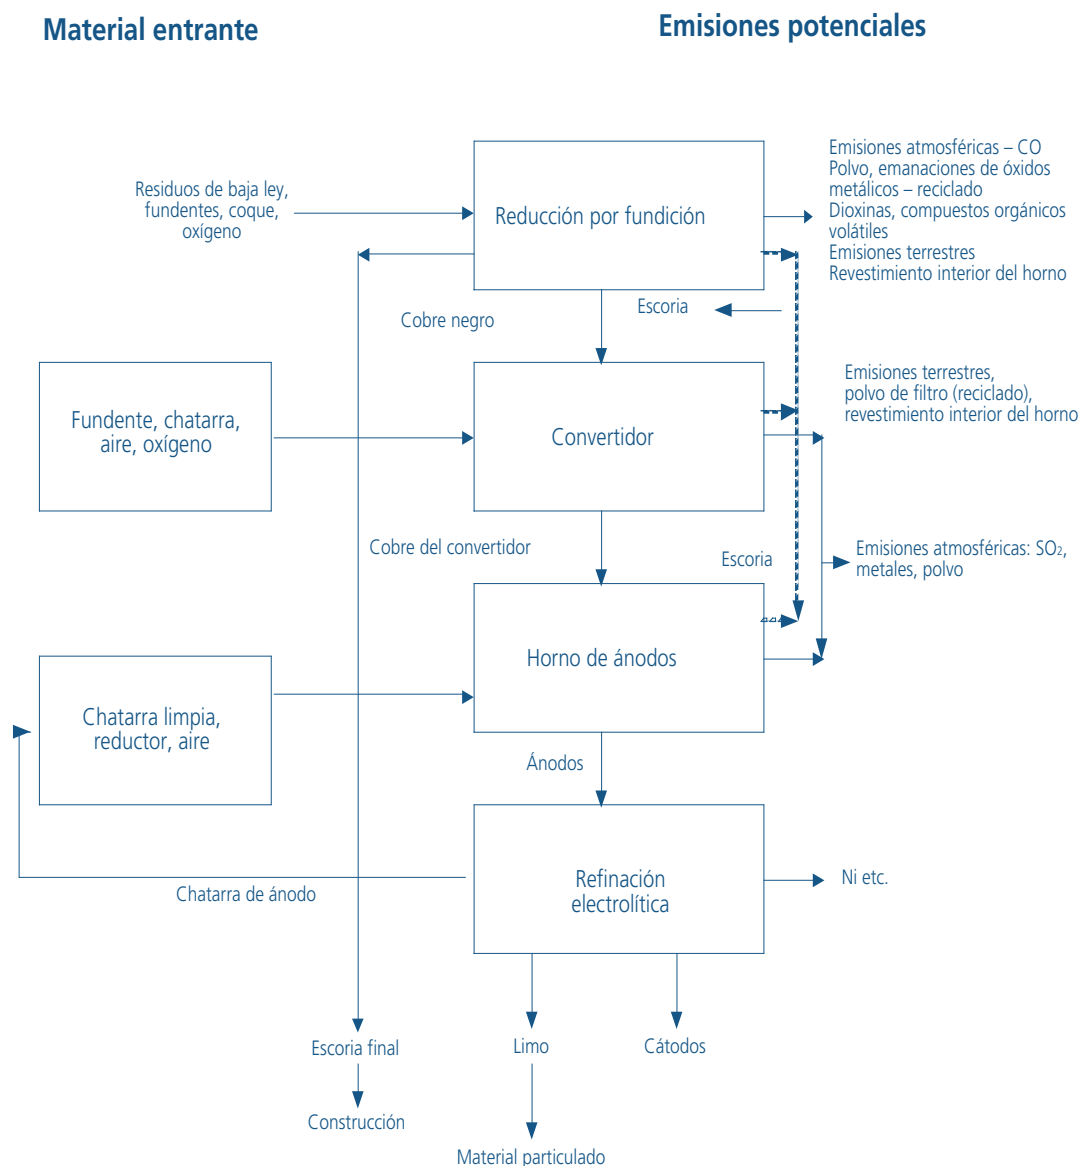 Material entrante
Emisiones potenciales
Residuos de baja ley,
fundentes, coque,
oxígeno
Reducción por fundición
Emisiones atmosféricas – CO
Polvo, emanaciones de óxidos
metálicos – reciclado
Dioxinas, compuestos orgánicos
volátiles
Emisiones terrestres
Revestimiento interior del horno
Cobre negro
Escoria
Fundente, chatarra,
aire, oxígeno
Convertidor
Emisiones terrestres,
polvo de filtro (reciclado),
revestimiento interior del horno
Cobre del convertidor
Escoria
Emisiones atmosféricas: SO₂,
metales, polvo
Horno de ánodos
Chatarra limpia,
reductor, aire
Ánodos
Refinación
electrolítica
Chatarra de ánodo
Ni etc.
Escoria final
Limo
Cátodos
Construcción
Material particulado